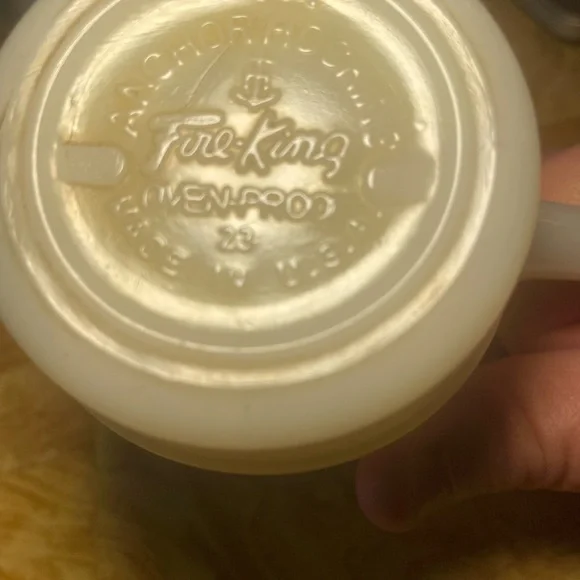 ANCHOR HOCKING
Fire-King
OVEN-PROOF
23
MADE IN U.S.A.